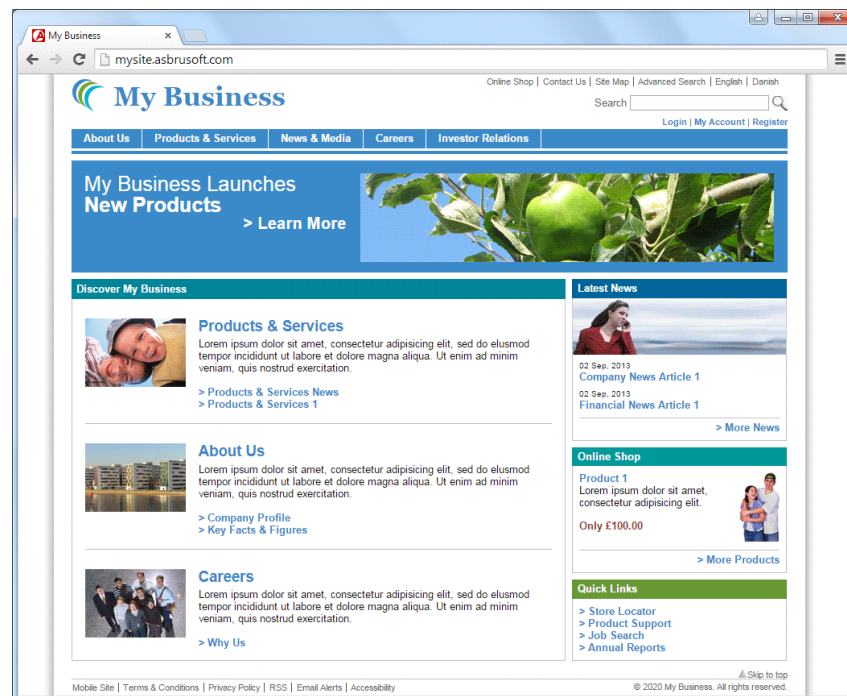 My Business
mysite.asbrusoft.com
Online Shop | Contact Us | Site Map | Advanced Search | English | Danish
My Business
Search
Login | My Account | Register
About Us | Products & Services | News & Media | Careers | Investor Relations
My Business Launches
New Products
> Learn More
Discover My Business
Products & Services
Lorem ipsum dolor sit amet, consectetur adipisicing elit, sed do elusmod
tempor incididunt ut labore et dolore magna aliqua. Ut enim ad minim
veniam, quis nostrud exercitation.
> Products & Services News
> Products & Services 1
About Us
Lorem ipsum dolor sit amet, consectetur adipisicing elit, sed do elusmod
tempor incididunt ut labore et dolore magna aliqua. Ut enim ad minim
veniam, quis nostrud exercitation.
> Company Profile
> Key Facts & Figures
Careers
Lorem ipsum dolor sit amet, consectetur adipisicing elit, sed do elusmod
tempor incididunt ut labore et dolore magna aliqua. Ut enim ad minim
veniam, quis nostrud exercitation.
> Why Us
Latest News
02 Sep, 2013
Company News Article 1
02 Sep, 2013
Financial News Article 1
> More News
Online Shop
Product 1
Lorem ipsum dolor sit amet,
consectetur adipisicing elit.
Only £100.00
> More Products
Quick Links
> Store Locator
> Product Support
> Job Search
> Annual Reports
Skip to top
Mobile Site | Terms & Conditions | Privacy Policy | RSS | Email Alerts | Accessibility
© 2020 My Business. All rights reserved.